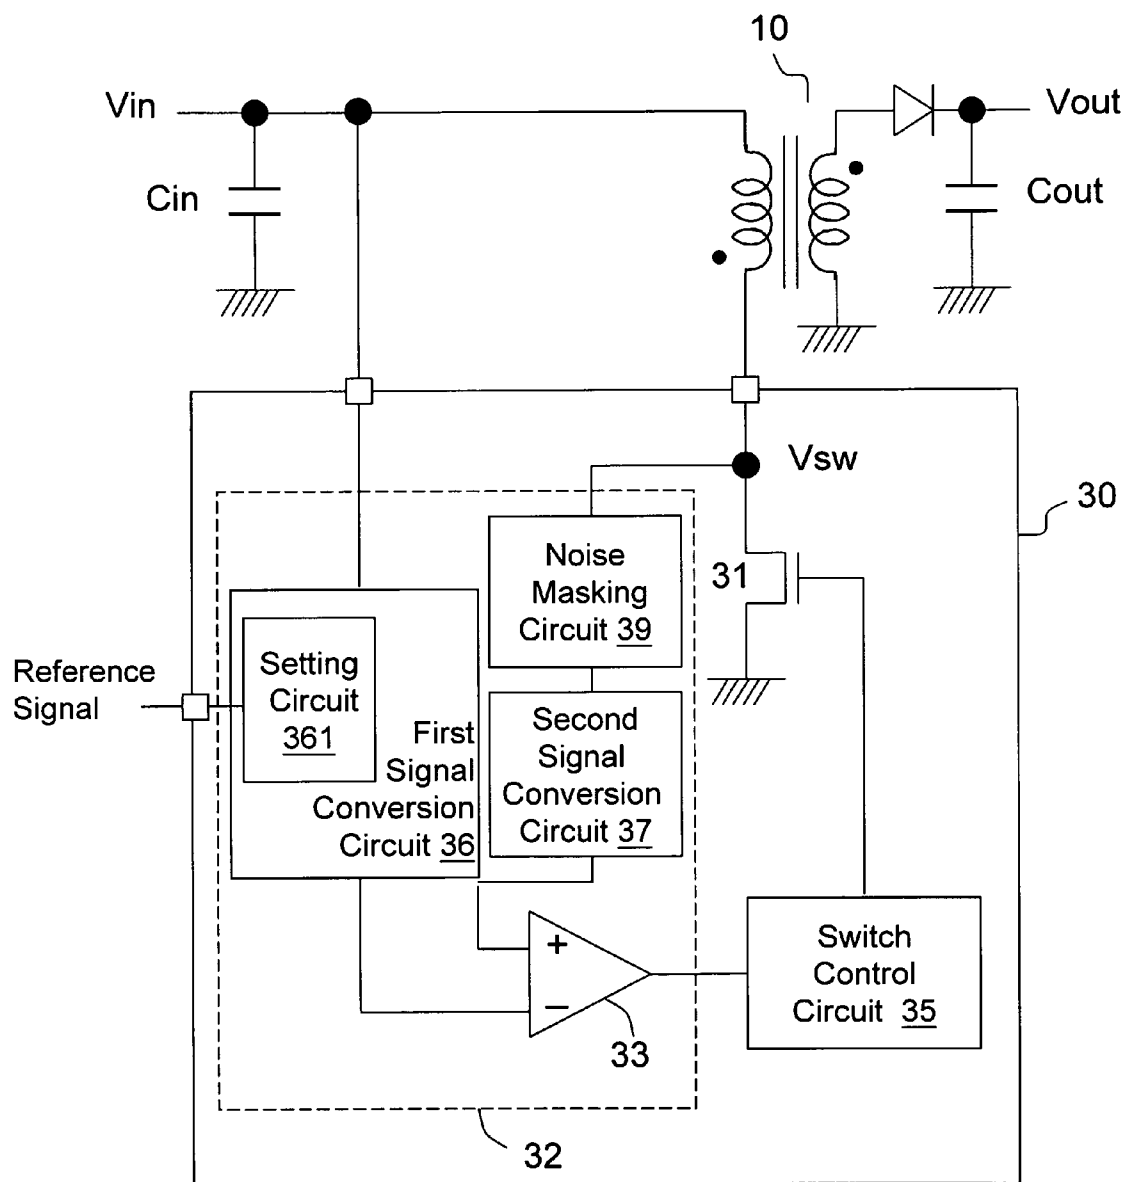 10
Vin
Vout
Cin
Cout
Vsw
30
31
Noise
Masking
Circuit 39
Reference
Signal
Setting
Circuit
361
First
Signal
Conversion
Circuit 36
Second
Signal
Conversion
Circuit 37
+
−
33
Switch
Control
Circuit 35
32